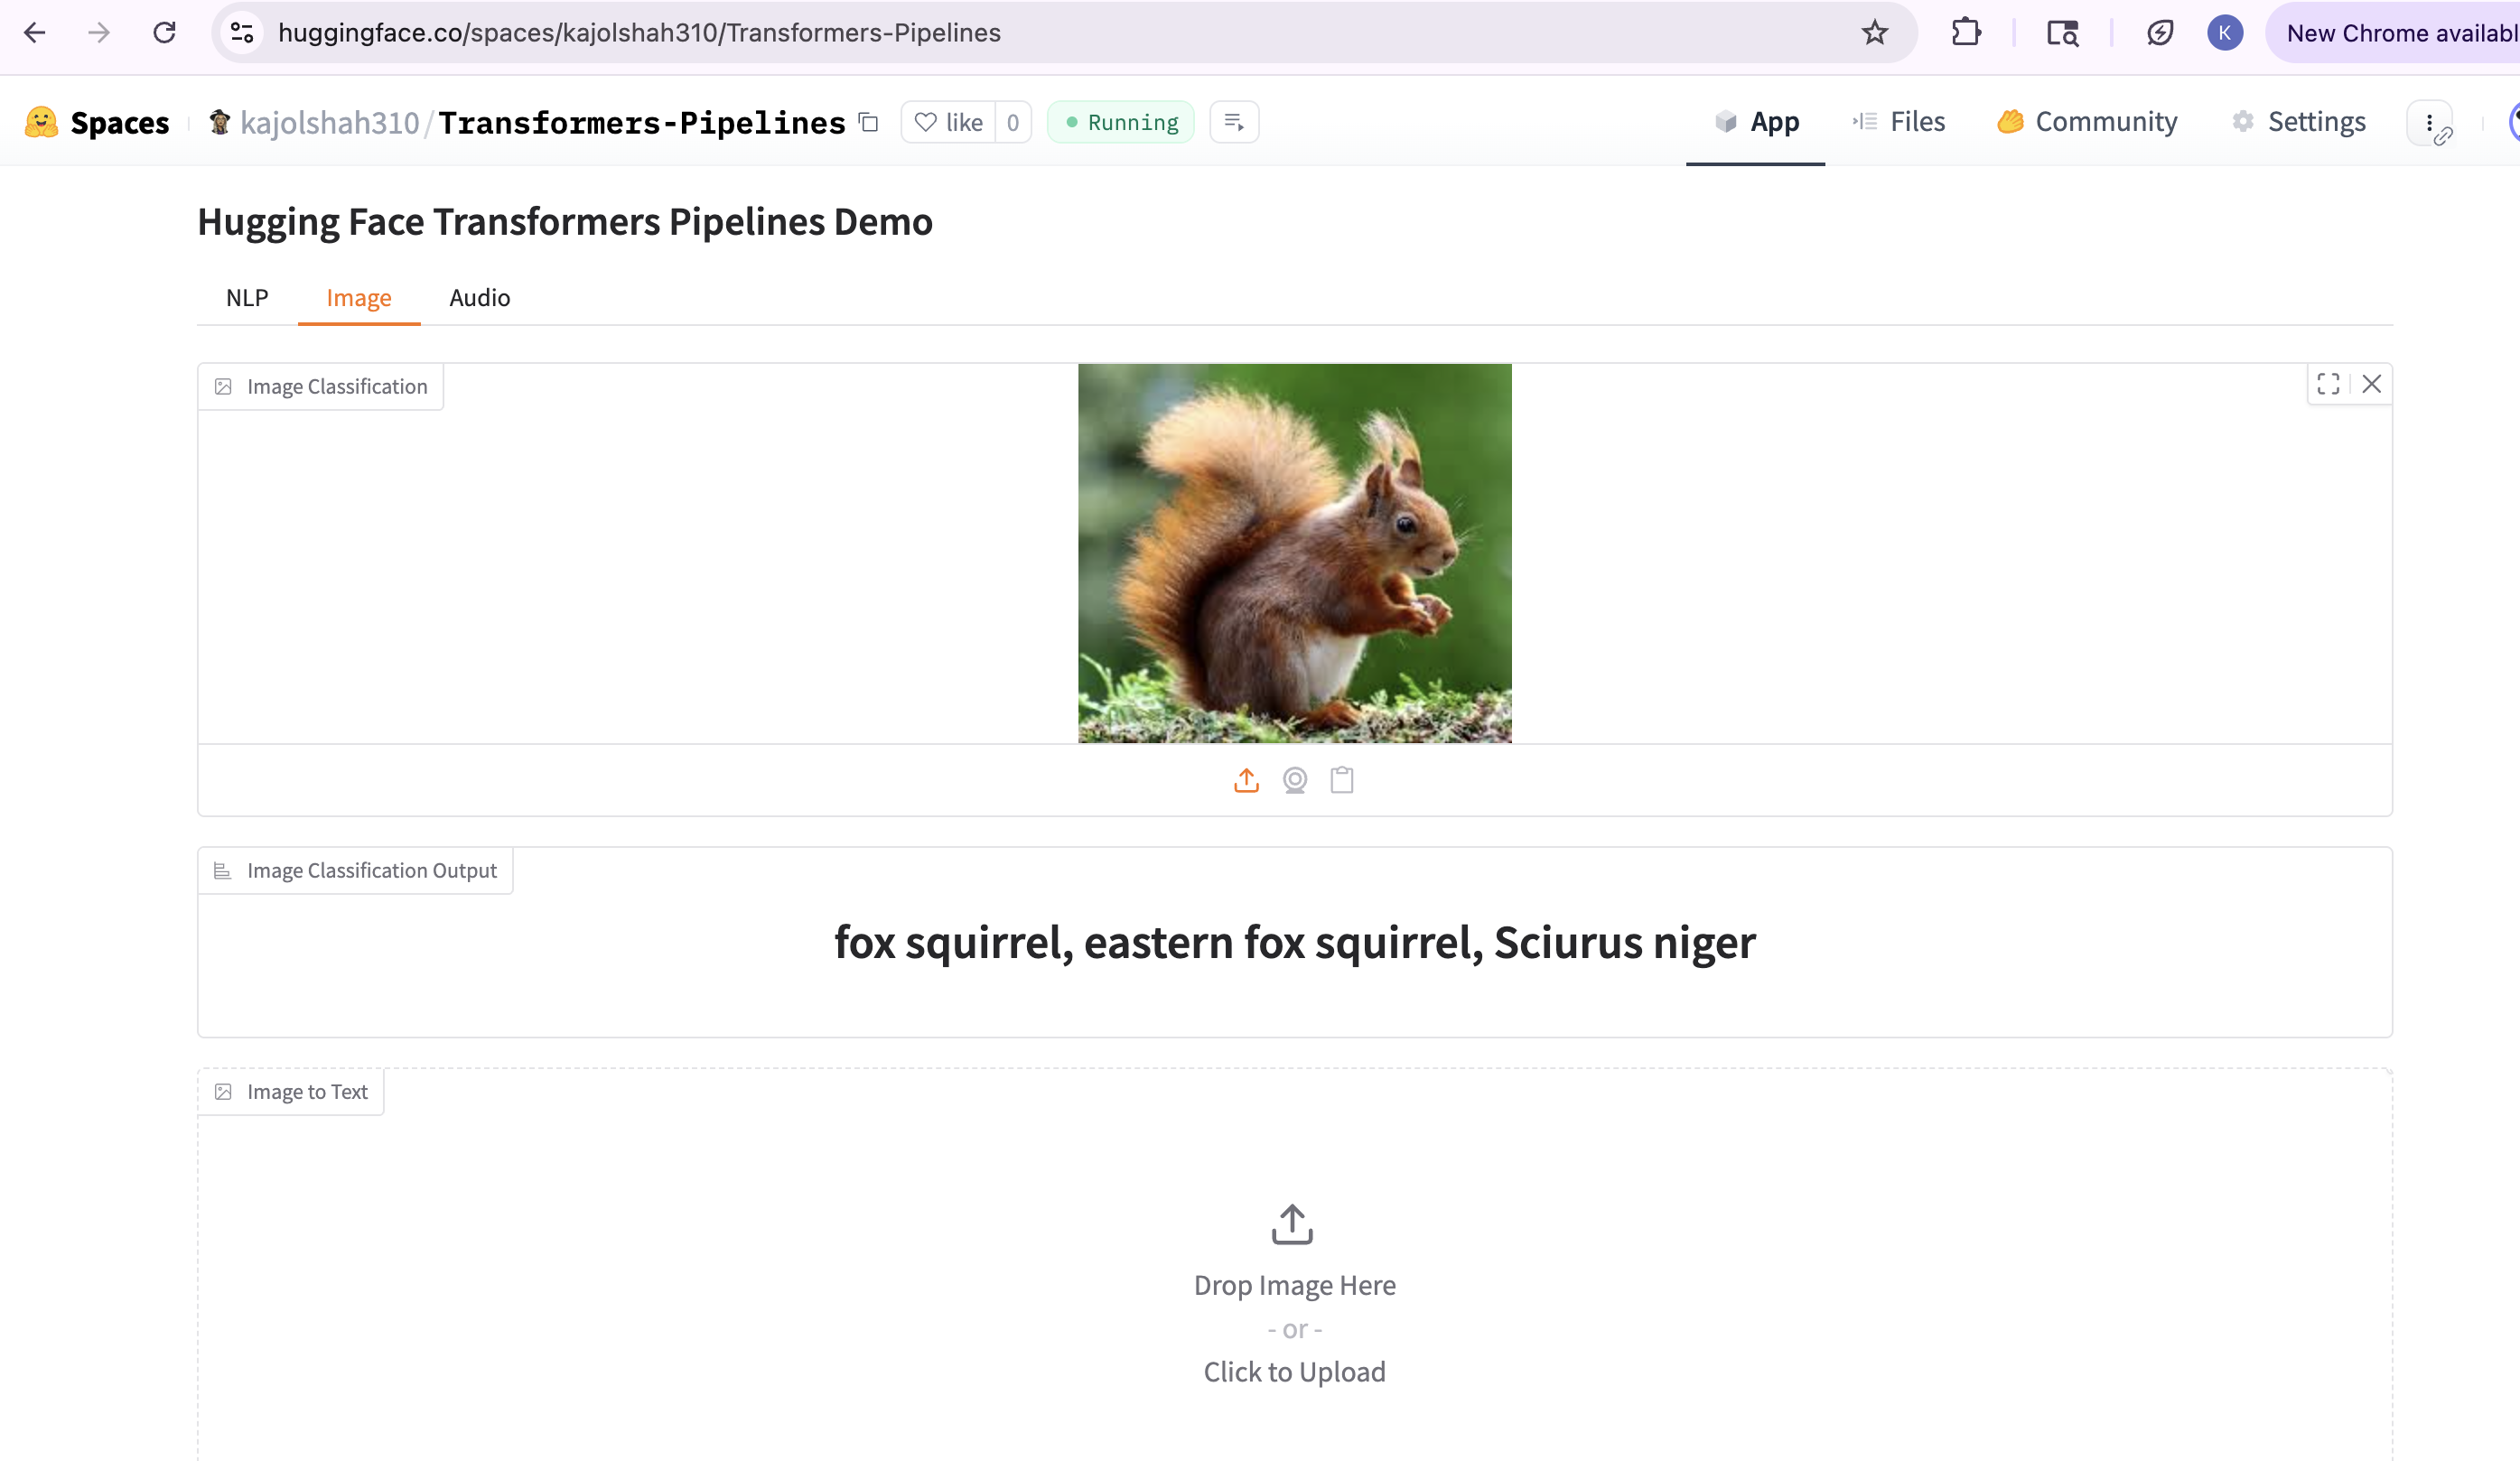 huggingface.co/spaces/kajolshah310/Transformers-Pipelines
K
New Chrome availabl
Spaces
kajolshah310/Transformers-Pipelines
like 0
Running
App
Files
Community
Settings
Hugging Face Transformers Pipelines Demo
NLP
Image
Audio
Image Classification
Image Classification Output
fox squirrel, eastern fox squirrel, Sciurus niger
Image to Text
Drop Image Here
- or -
Click to Upload